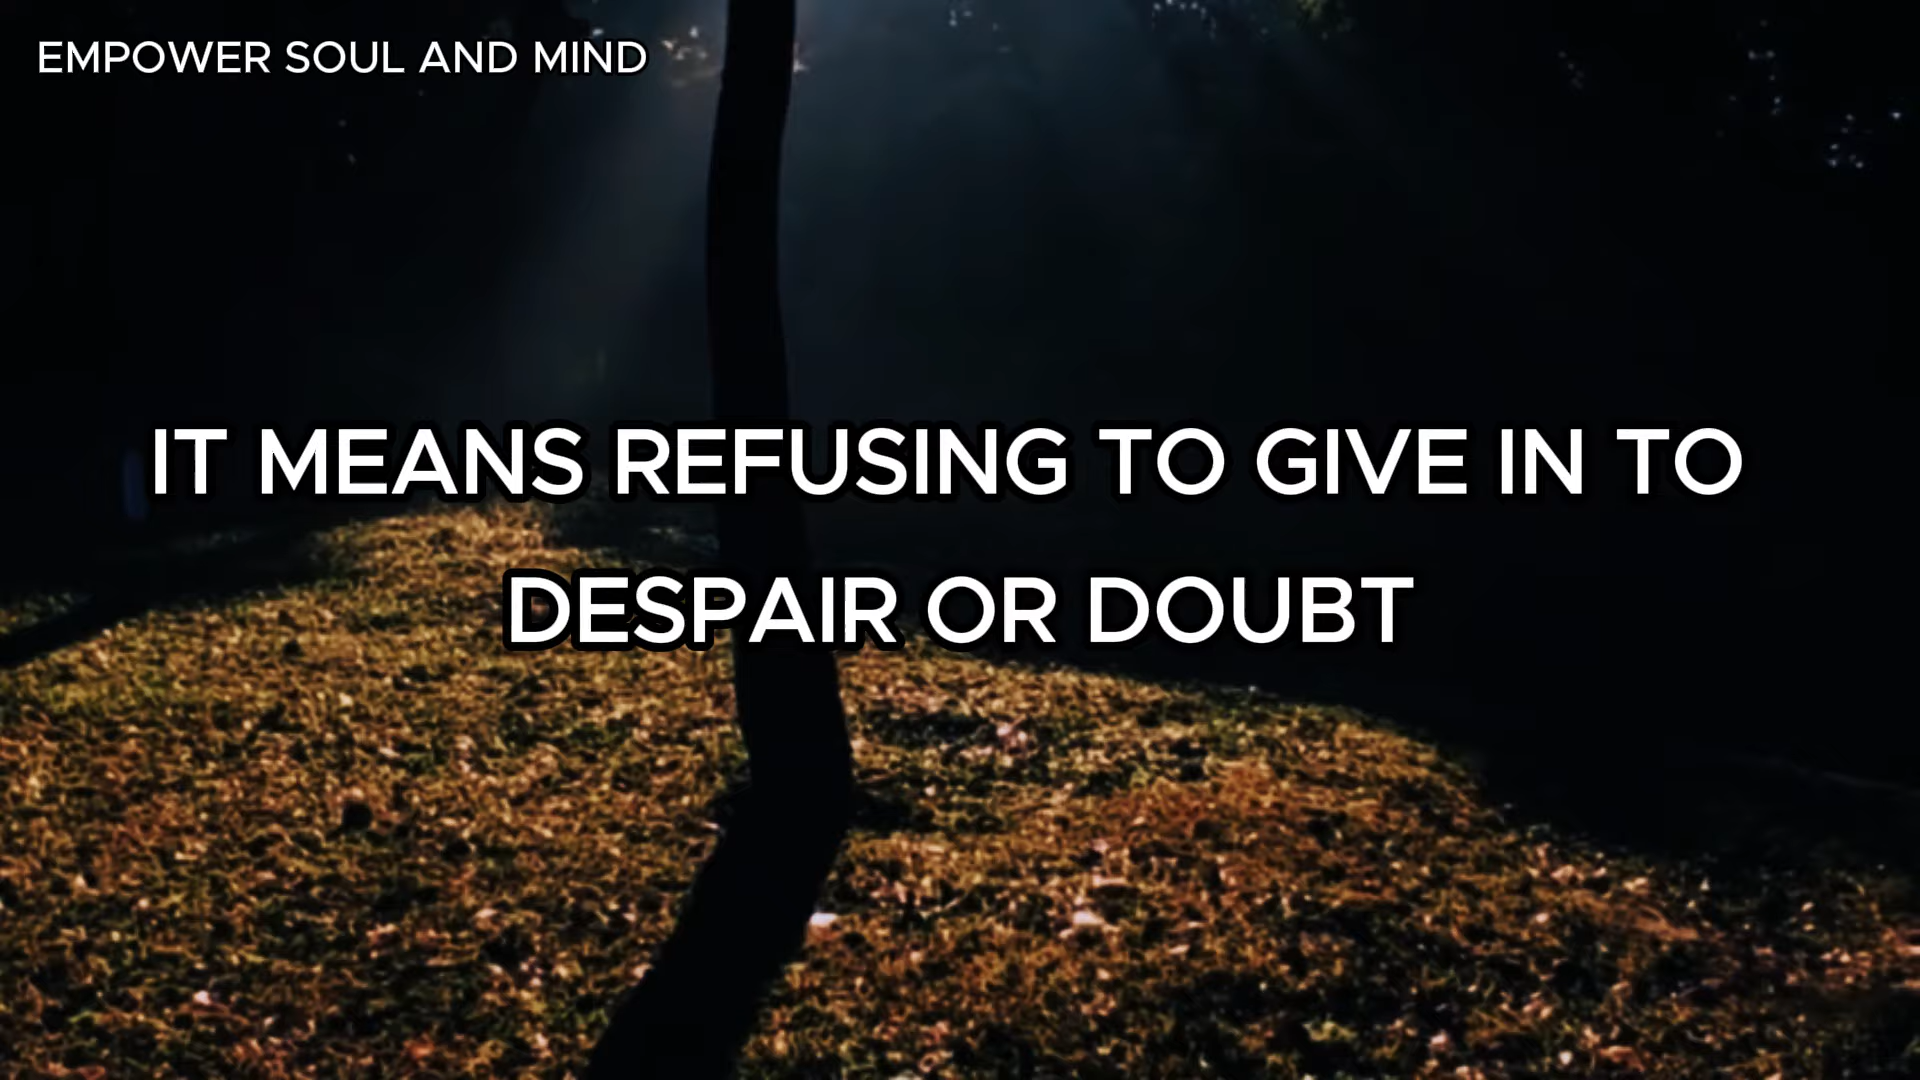 EMPOWER SOUL AND MIND
IT MEANS REFUSING TO GIVE IN TO
DESPAIR OR DOUBT